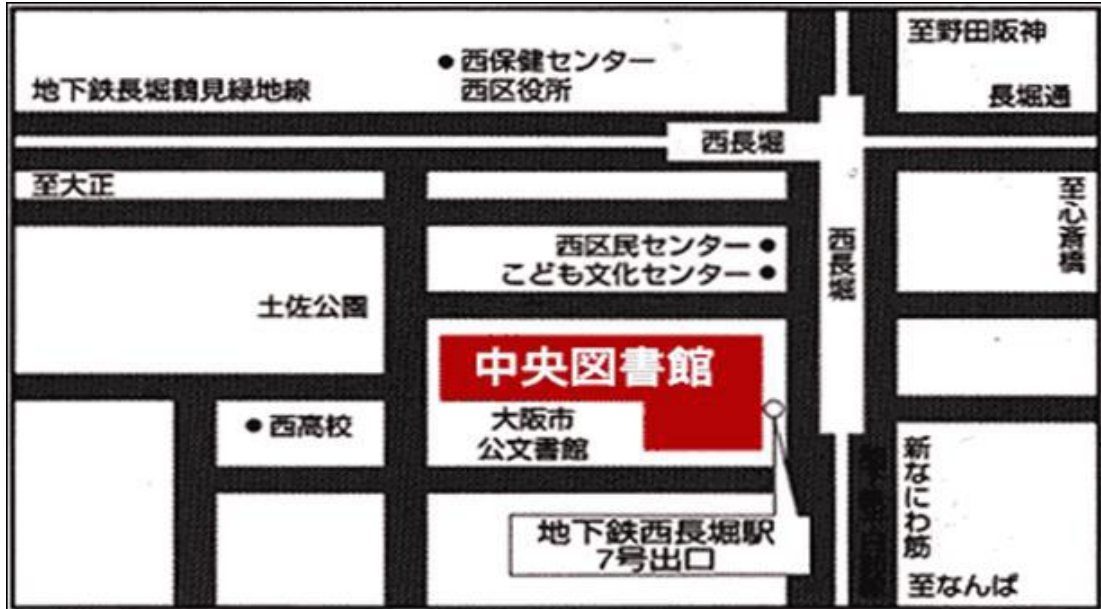 至野田阪神
●西保健センター
西区役所
地下鉄長堀鶴見緑地線
長堀通
西長堀
至大正
至心斎橋
西区民センター●
こども文化センター●
西長堀
土佐公園
中央図書館
●西高校
大阪市
公文書館
新なにわ筋
地下鉄西長堀駅
7号出口
至なんば